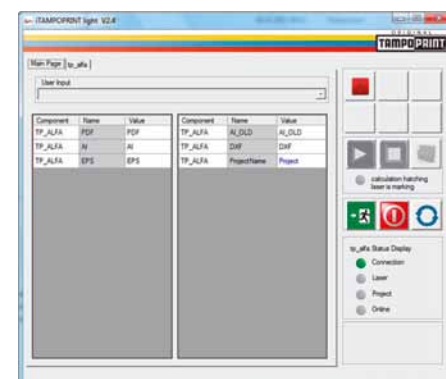 iTAMPOPRINT light V2.4
ORIGINAL
TAMPOPRINT
Main Page tp_alfa
User Input
Component Name Value
TP_ALFA PDF PDF
TP_ALFA AI AI
TP_ALFA EPS EPS
Component Name Value
TP_ALFA AI_OLD AI_OLD
TP_ALFA DXF DXF
TP_ALFA ProjectName Project
calculation hatching
laser is marking
tp_alfa Status Display
Connection
Laser
Project
Online